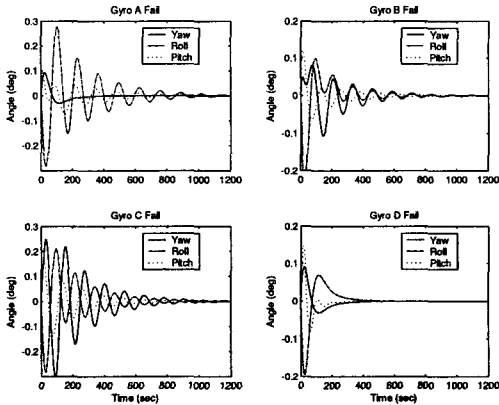 Gyro A Fail
Angle (deg)
0.3
0.2
0.1
0
-0.1
-0.2
Yaw
Roll
Pitch
0 200 400 600 800 1000 1200
Gyro B Fail
Angle (deg)
0.2
0.1
0
-0.1
-0.2
Yaw
Roll
Pitch
0 200 400 600 800 1000 1200
Gyro C Fail
Angle (deg)
0.3
0.2
0.1
0
-0.1
-0.2
Yaw
Roll
Pitch
0 200 400 600 800 1000 1200
Time (sec)
Gyro D Fail
Angle (deg)
0.2
0.1
0
-0.1
-0.2
Yaw
Roll
Pitch
0 200 400 600 800 1000 1200
Time (sec)